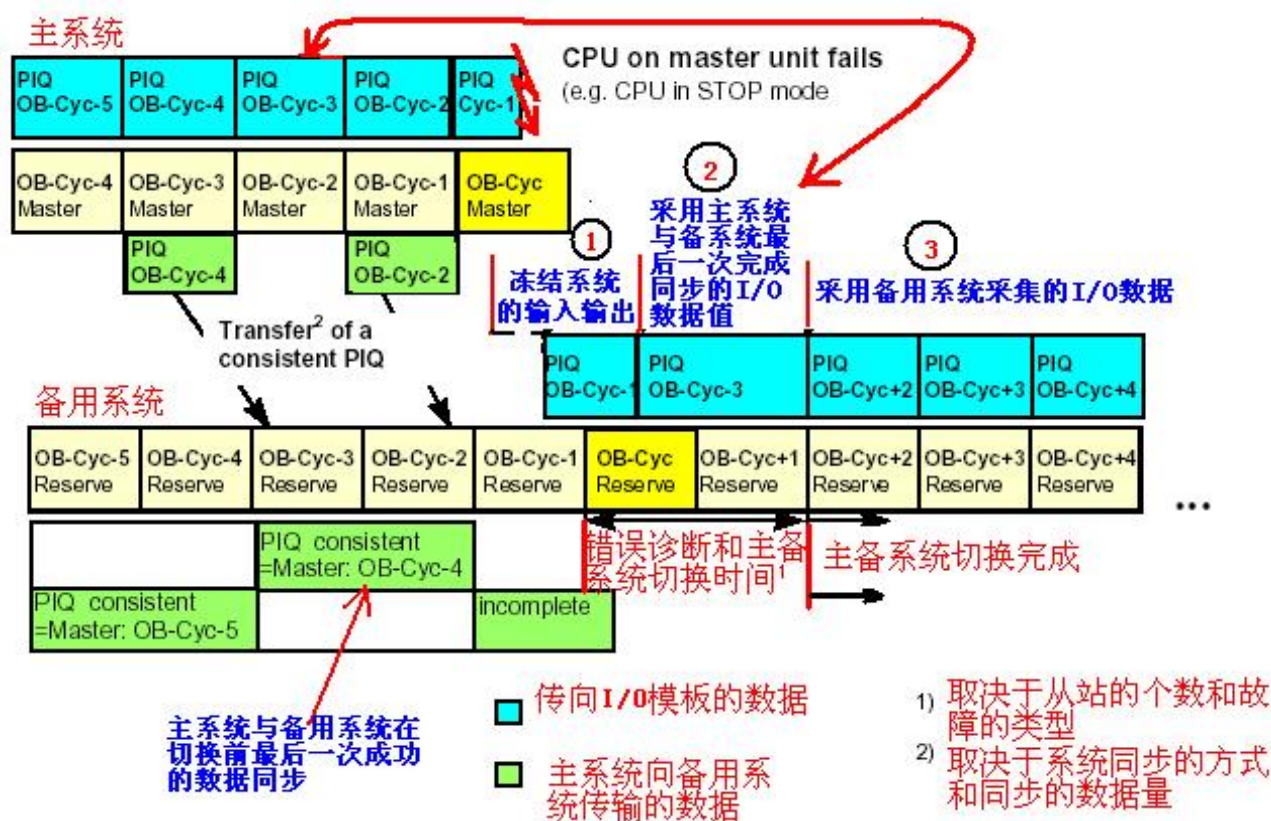 主系统
PIQ
OB-Cyc-5
PIQ
OB-Cyc-4
PIQ
OB-Cyc-3
PIQ
OB-Cyc-2
PIQ
Cyc-1
CPU on master unit fails
(e.g. CPU in STOP mode
OB-Cyc-4
Master
OB-Cyc-3
Master
OB-Cyc-2
Master
OB-Cyc-1
Master
OB-Cyc
Master
PIQ
OB-Cyc-4
PIQ
OB-Cyc-2
Transfer² of a
consistent PIQ
1
冻结系统
的输入输出
2
采用主系统
与备系统最
后一次完成
同步的I/O
数据值
3
采用备用系统采集的I/O数据
PIQ
OB-Cyc-1
PIQ
OB-Cyc-3
PIQ
OB-Cyc+2
PIQ
OB-Cyc+3
PIQ
OB-Cyc+4
备用系统
OB-Cyc-5
Reserve
OB-Cyc-4
Reserve
OB-Cyc-3
Reserve
OB-Cyc-2
Reserve
OB-Cyc-1
Reserve
OB-Cyc
Reserve
OB-Cyc+1
Reserve
OB-Cyc+2
Reserve
OB-Cyc+3
Reserve
OB-Cyc+4
Reserve
...
PIQ consistent
=Master: OB-Cyc-4
PIQ consistent
=Master: OB-Cyc-5
incomplete
错误诊断和主备
系统切换时间¹
主备系统切换完成
主系统与备用系统在
切换前最后一次成功
的数据同步
传向I/O模板的数据
主系统向备用系
统传输的数据
1) 取决于从站的个数和故
障的类型
2) 取决于系统同步的方式
和同步的数据量